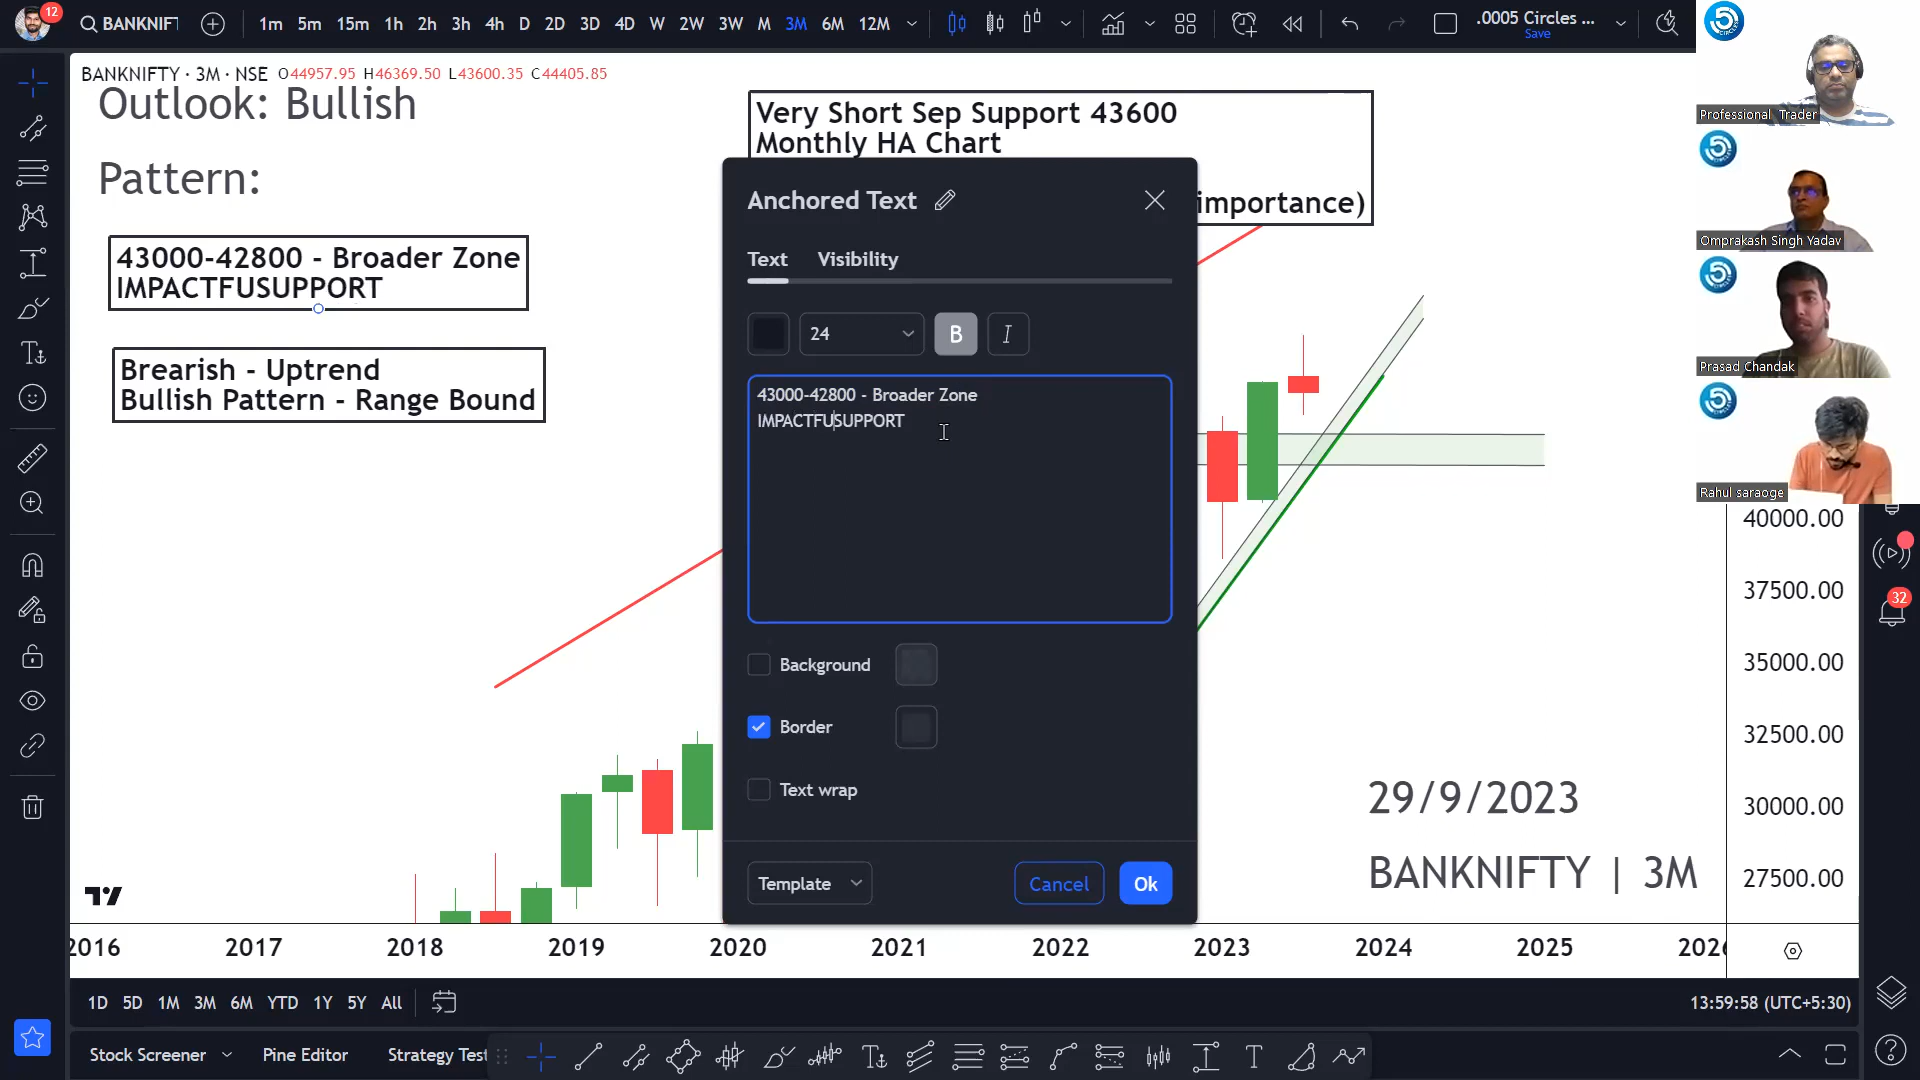 12
BANKNIFT
1m 5m 15m 1h 2h 3h 4h D 2D 3D 4D W 2W 3W M 3M 6M 12M
.0005 Circles ...
Save
BANKNIFTY · 3M · NSE O44957.95 H46369.50 L43600.35 C44405.85
Outlook: Bullish
Pattern:
43000-42800 - Broader Zone
IMPACTFUSUPPORT
Brearish - Uptrend
Bullish Pattern - Range Bound
Very Short Sep Support 43600
Monthly HA Chart
importance)
Anchored Text
Text Visibility
24 B I
43000-42800 - Broader Zone
IMPACTFUSUPPORT
Background
Border
Text wrap
Template Cancel Ok
Professional Trader
Omprakash Singh Yadav
Prasad Chandak
Rahul saraoge
40000.00
37500.00
35000.00
32500.00
30000.00
27500.00
32
29/9/2023
BANKNIFTY | 3M
2016 2017 2018 2019 2020 2021 2022 2023 2024 2025 202
1D 5D 1M 3M 6M YTD 1Y 5Y All
13:59:58 (UTC+5:30)
Stock Screener Pine Editor Strategy Test